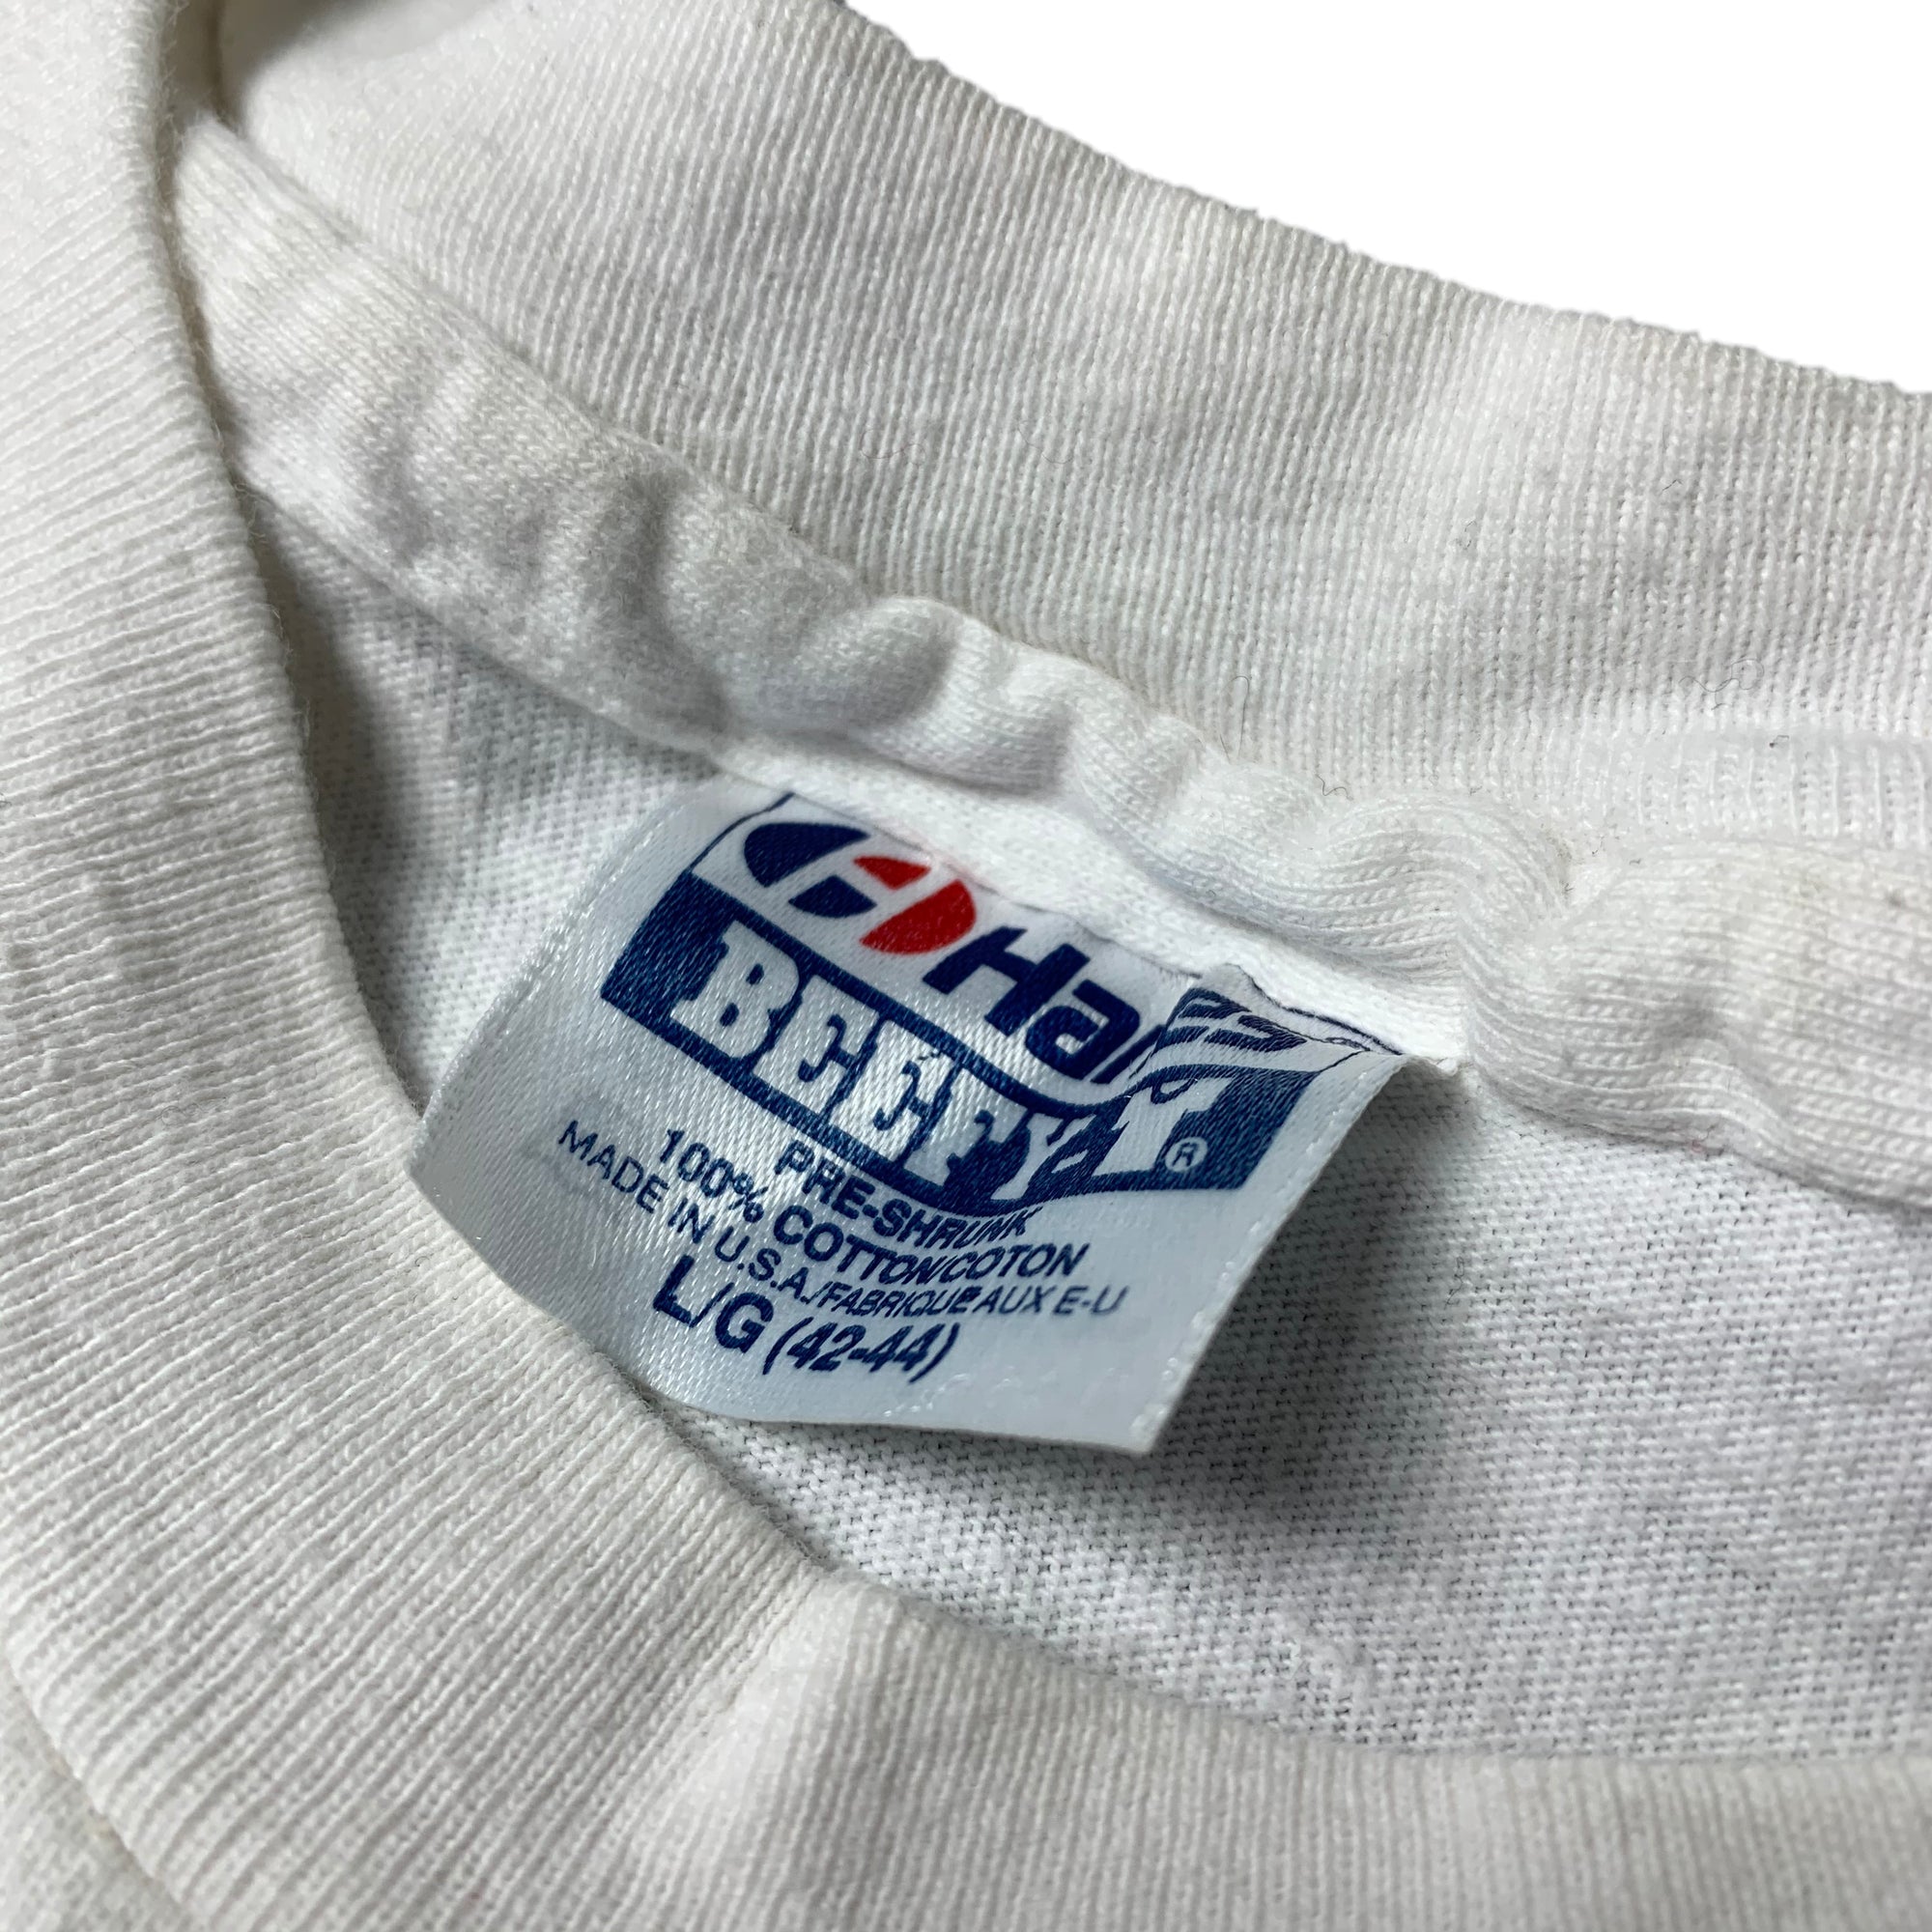 Ha
BEEFY-T ®
PRE-SHRUNK
100% COTTON/COTON
MADE IN U.S.A./FABRIQUE AUX E-U
L/G (42-44)